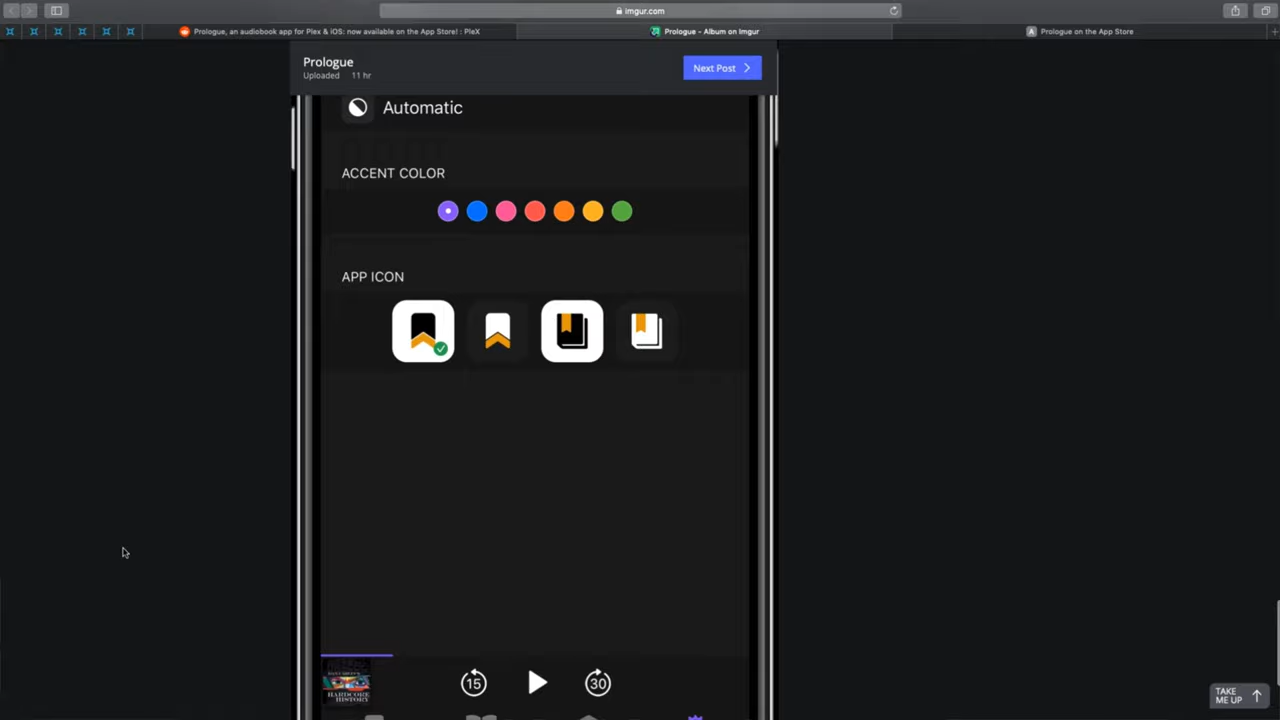 imgur.com
Prologue, an audiobook app for Plex & iOS: now available on the App Store! : PleX
Prologue - Album on Imgur
A
Prologue on the App Store
Prologue
Uploaded 11 hr
Next Post
Automatic
ACCENT COLOR
APP ICON
15
30
HARDCORE
HISTORY
TAKE
ME UP